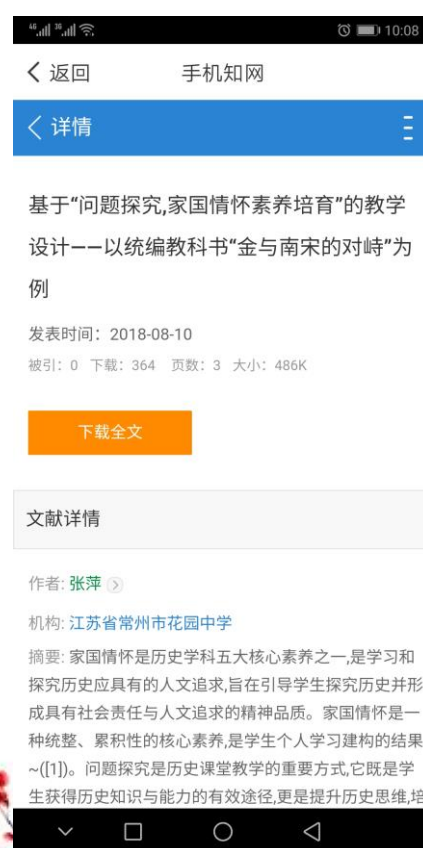 4G 3G 10:08
返回 手机知网
详情
基于“问题探究,家国情怀素养培育”的教学
设计——以统编教科书“金与南宋的对峙”为
例
发表时间：2018-08-10
被引：0 下载：364 页数：3 大小：486K
下载全文
文献详情
作者: 张萍
机构: 江苏省常州市花园中学
摘要: 家国情怀是历史学科五大核心素养之一,是学习和
探究历史应具有的人文追求,旨在引导学生探究历史并形
成具有社会责任与人文追求的精神品质。家国情怀是一
种统整、累积性的核心素养,是学生个人学习建构的结果
~([1])。问题探究是历史课堂教学的重要方式,它既是学
生获得历史知识与能力的有效途径,更是提升历史思维,培